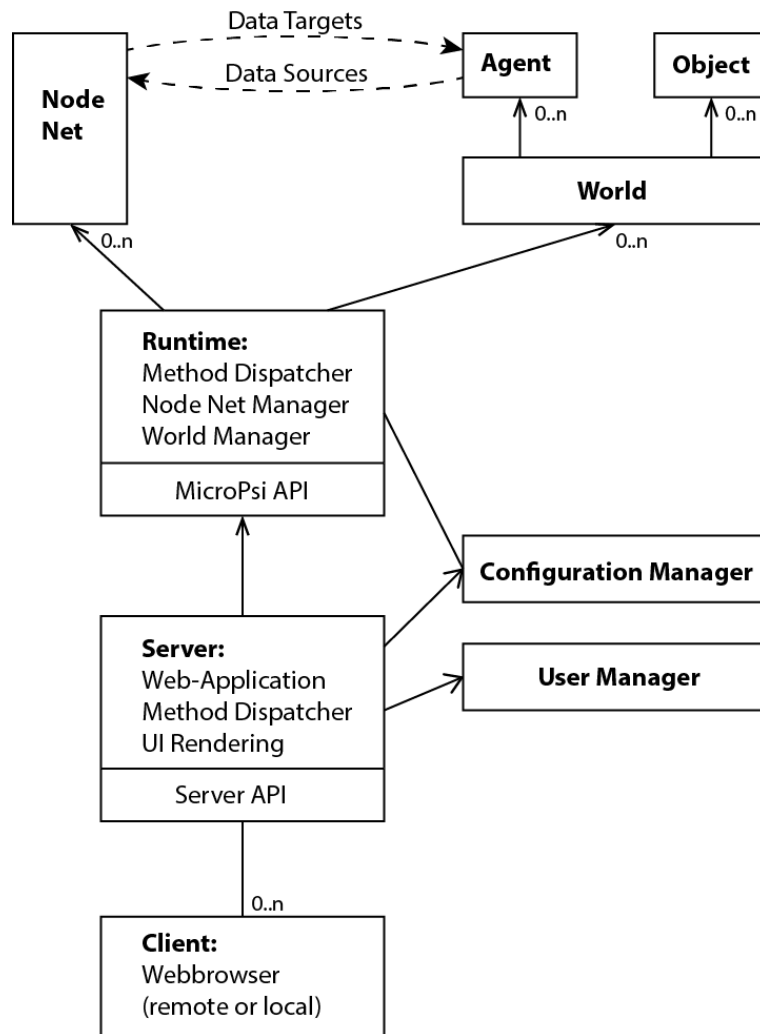 Data Targets
Data Sources
Node
Net
Agent
Object
0..n
0..n
World
0..n
0..n
Runtime:
Method Dispatcher
Node Net Manager
World Manager
MicroPsi API
Configuration Manager
Server:
Web-Application
Method Dispatcher
UI Rendering
Server API
User Manager
0..n
Client:
Webbrowser
(remote or local)